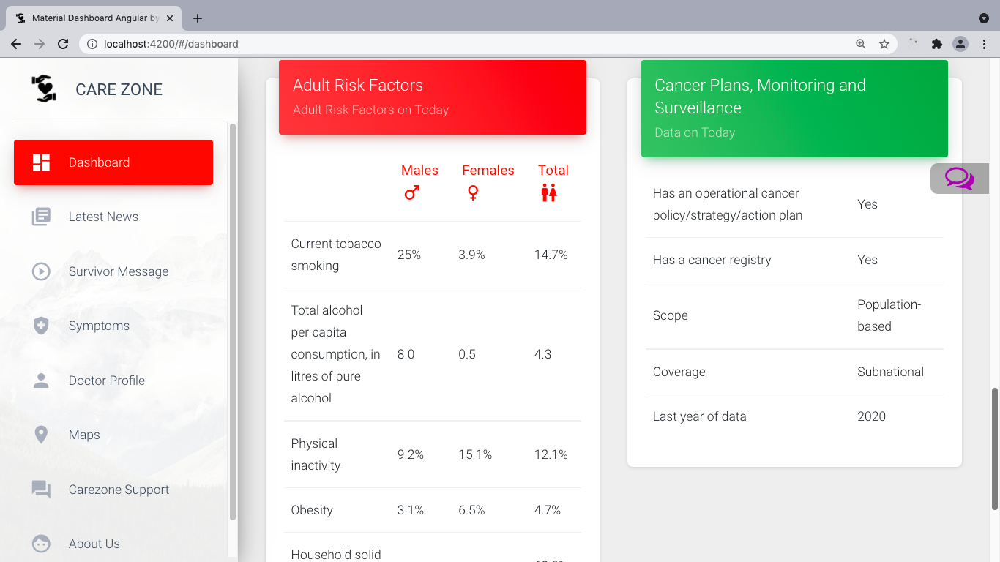 Material Dashboard Angular by
localhost:4200/#/dashboard
CARE ZONE
Dashboard
Latest News
Survivor Message
Symptoms
Doctor Profile
Maps
Carezone Support
About Us
Adult Risk Factors
Adult Risk Factors on Today
Males Females Total
Current tobacco
smoking
25% 3.9% 14.7%
Total alcohol
per capita
consumption, in
litres of pure
alcohol
8.0 0.5 4.3
Physical
inactivity
9.2% 15.1% 12.1%
Obesity 3.1% 6.5% 4.7%
Household solid
Cancer Plans, Monitoring and
Surveillance
Data on Today
Has an operational cancer
policy/strategy/action plan
Yes
Has a cancer registry Yes
Scope
Population-
based
Coverage Subnational
Last year of data 2020